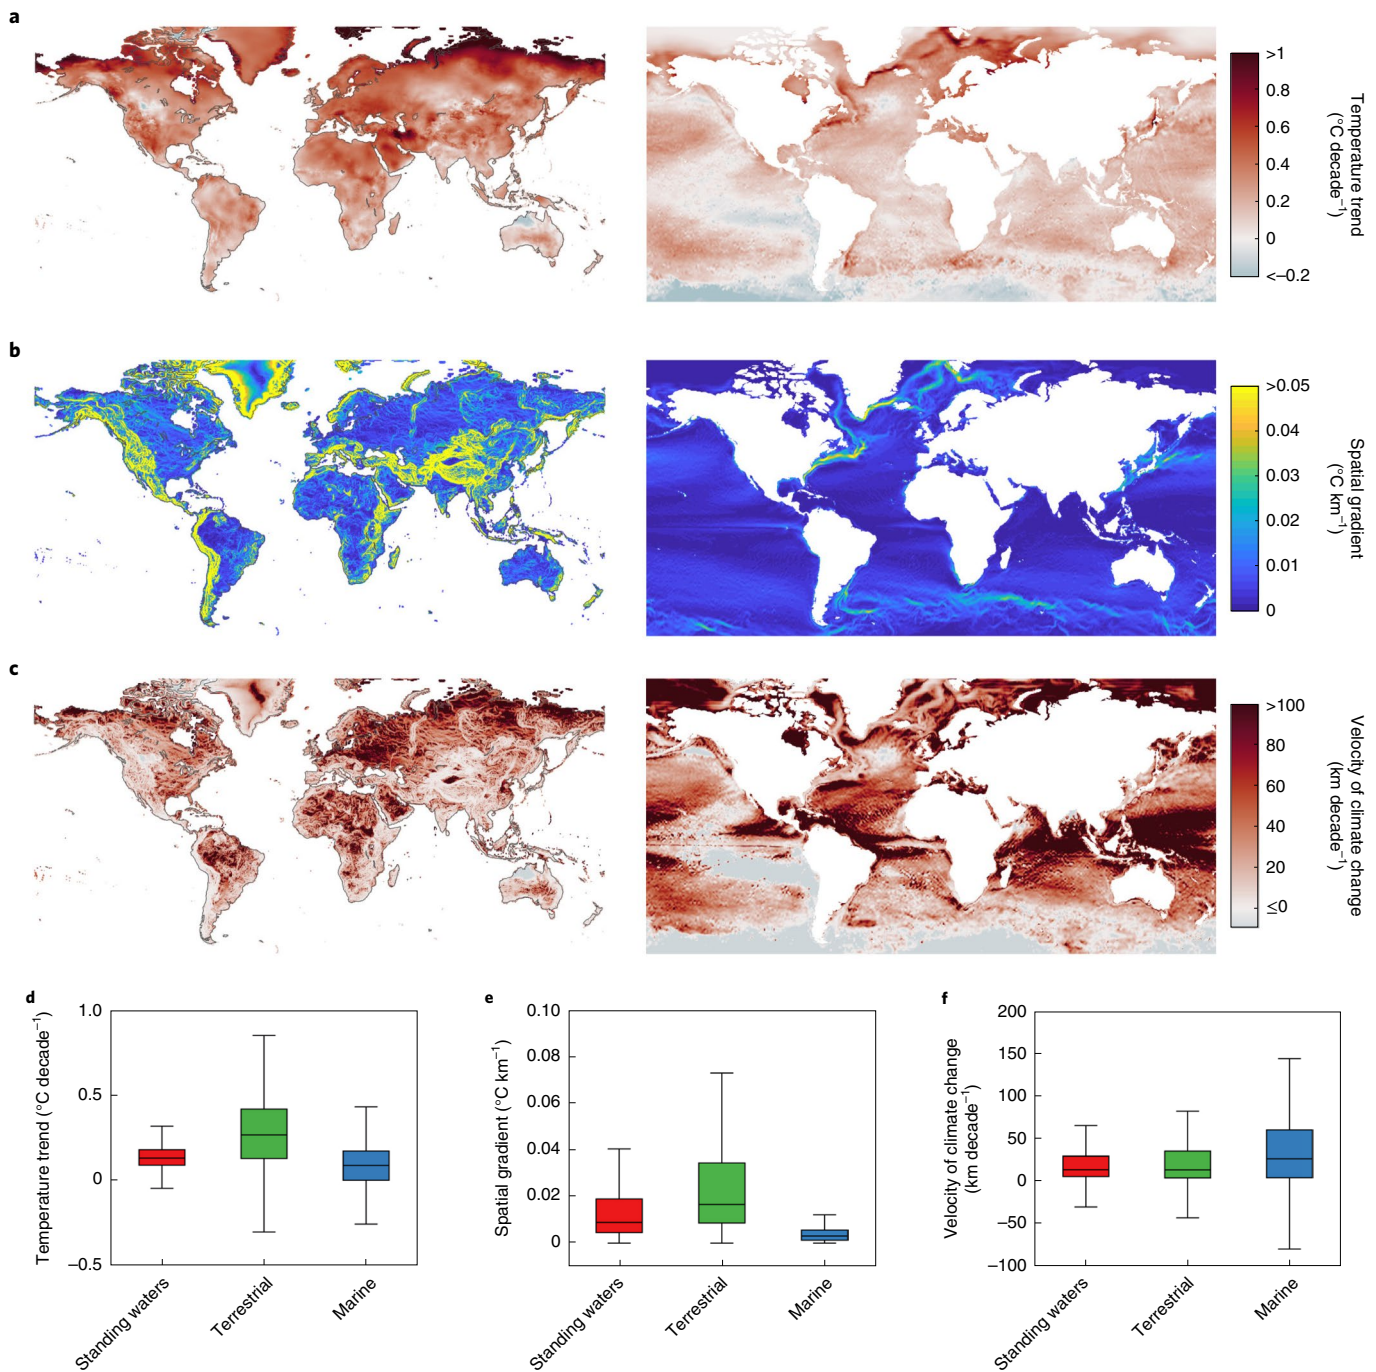 a
>1
0.8
0.6
0.4
0.2
0
<–0.2
Temperature trend
(°C decade⁻¹)
b
>0.05
0.04
0.03
0.02
0.01
0
Spatial gradient
(°C km⁻¹)
c
>100
80
60
40
20
≤0
Velocity of climate change
(km decade⁻¹)
d
Temperature trend (°C decade⁻¹)
1.0
0.5
0
–0.5
Standing waters
Terrestrial
Marine
e
Spatial gradient (°C km⁻¹)
0.10
0.08
0.06
0.04
0.02
0
Standing waters
Terrestrial
Marine
f
Velocity of climate change
(km decade⁻¹)
200
150
100
50
0
–50
–100
Standing waters
Terrestrial
Marine